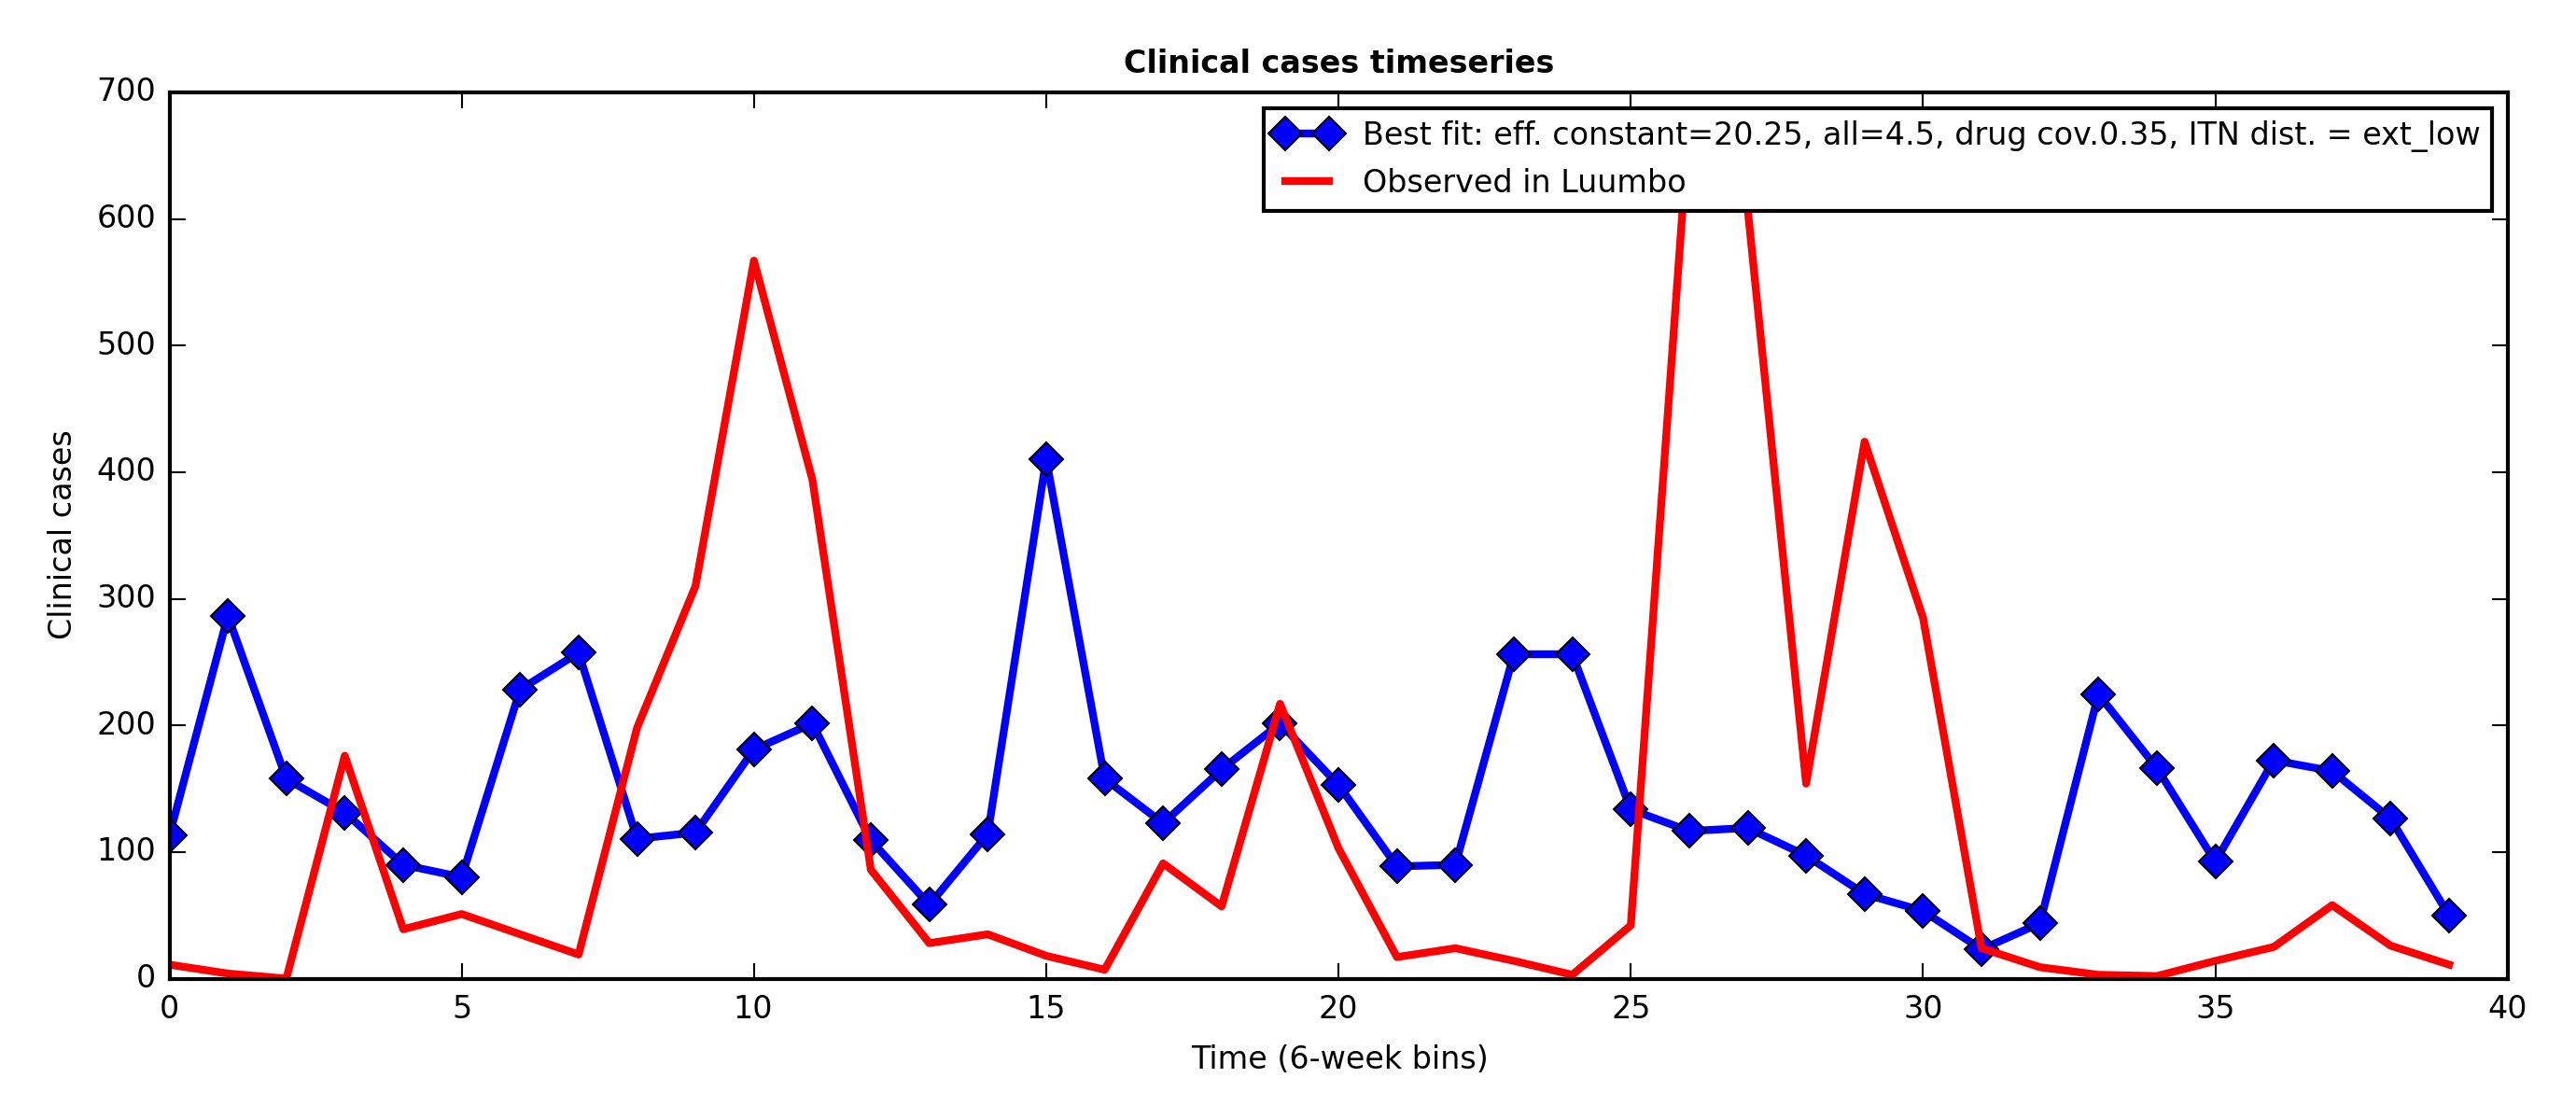 Clinical cases timeseries
700
600
500
400
300
200
100
0
Clinical cases
Best fit: eff. constant=20.25, all=4.5, drug cov.0.35, ITN dist. = ext_low
Observed in Luumbo
0 5 10 15 20 25 30 35 40
Time (6-week bins)